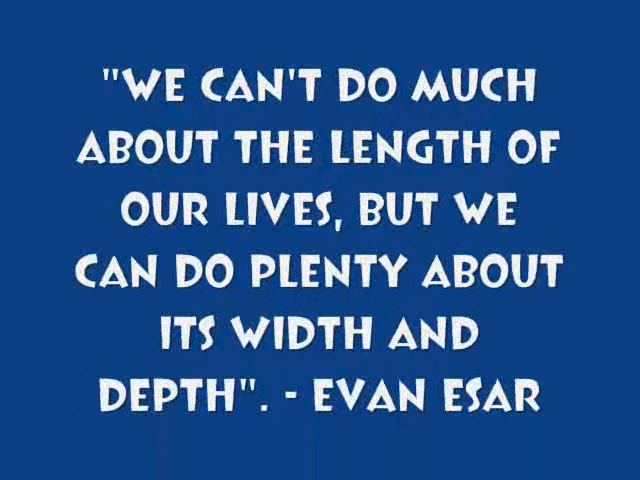 "WE CAN'T DO MUCH
ABOUT THE LENGTH OF
OUR LIVES, BUT WE
CAN DO PLENTY ABOUT
ITS WIDTH AND
DEPTH". - EVAN ESAR